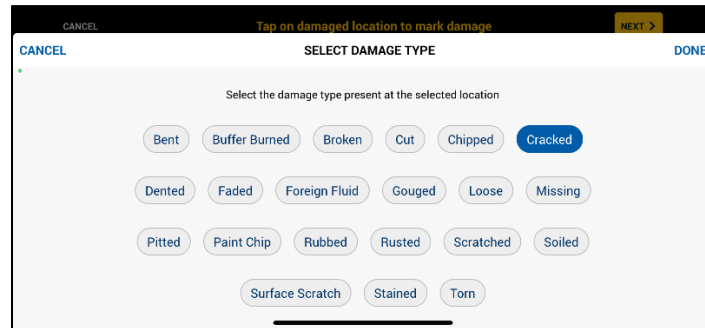 CANCEL Tap on damaged location to mark damage NEXT >
CANCEL SELECT DAMAGE TYPE DONE
Select the damage type present at the selected location
Bent Buffer Burned Broken Cut Chipped Cracked
Dented Faded Foreign Fluid Gouged Loose Missing
Pitted Paint Chip Rubbed Rusted Scratched Soiled
Surface Scratch Stained Torn